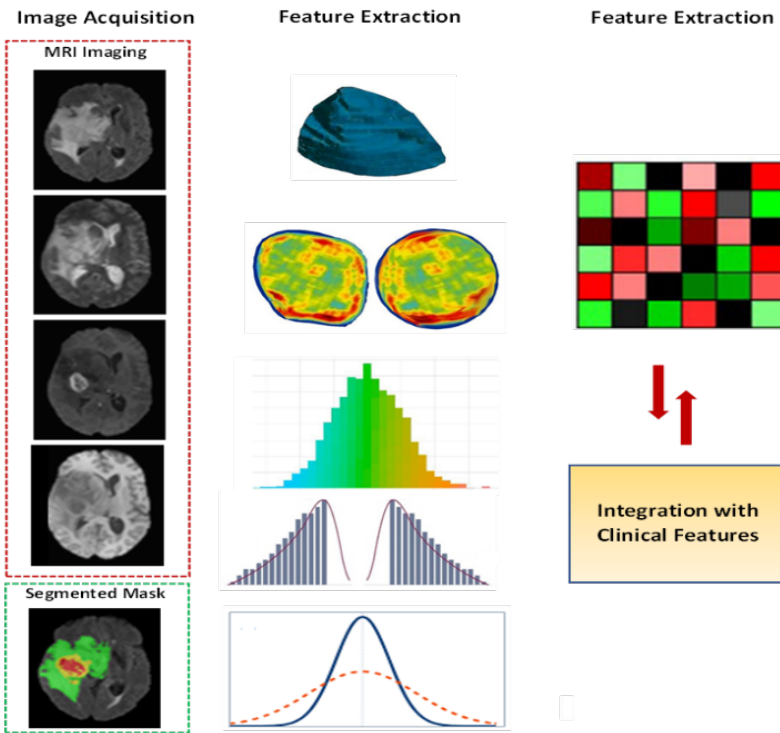 Image Acquisition
Feature Extraction
Feature Extraction
MRI Imaging
Integration with
Clinical Features
Segmented Mask